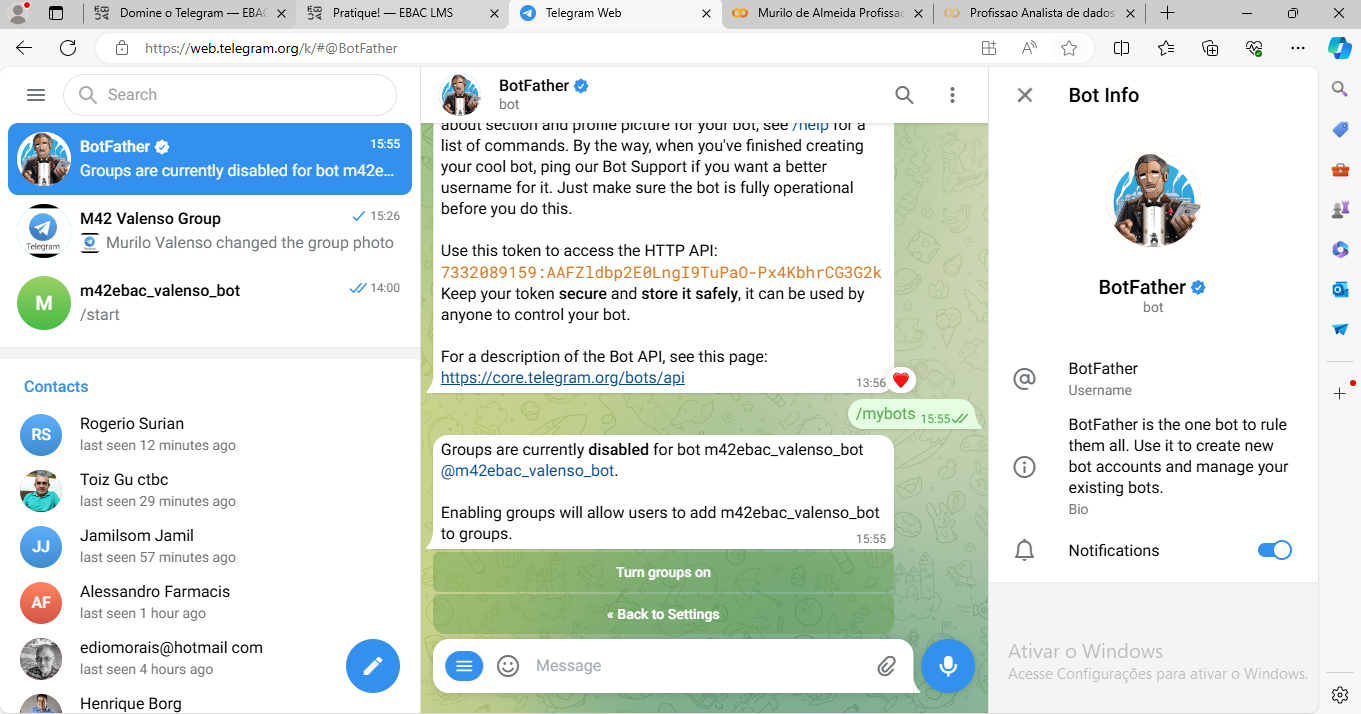 Domine o Telegram — EBAC
Pratique! — EBAC LMS
Telegram Web
Murilo de Almeida Profissac
Profissao Analista de dados
https://web.telegram.org/k/#@BotFather
Search
BotFather
15:55
Groups are currently disabled for bot m42e...
M42 Valenso Group
15:26
Telegram
Murilo Valenso changed the group photo
M
m42ebac_valenso_bot
14:00
/start
Contacts
RS
Rogerio Surian
last seen 12 minutes ago
Toiz Gu ctbc
last seen 29 minutes ago
JJ
Jamilsom Jamil
last seen 57 minutes ago
AF
Alessandro Farmacis
last seen 1 hour ago
ediomorais@hotmail com
last seen 4 hours ago
Henrique Borg
BotFather
bot
about section and profile picture for your bot, see /help for a
list of commands. By the way, when you've finished creating
your cool bot, ping our Bot Support if you want a better
username for it. Just make sure the bot is fully operational
before you do this.
Use this token to access the HTTP API:
7332089159:AAFZldbp2E0LngI9TuPaO-Px4KbhrCG3G2k
Keep your token secure and store it safely, it can be used by
anyone to control your bot.
For a description of the Bot API, see this page:
https://core.telegram.org/bots/api
13:56
/mybots 15:55
Groups are currently disabled for bot m42ebac_valenso_bot
@m42ebac_valenso_bot.
Enabling groups will allow users to add m42ebac_valenso_bot
to groups.
15:55
Turn groups on
« Back to Settings
Message
Bot Info
BotFather
bot
BotFather
Username
BotFather is the one bot to rule
them all. Use it to create new
bot accounts and manage your
existing bots.
Bio
Notifications
Ativar o Windows
Acesse Configurações para ativar o Windows.